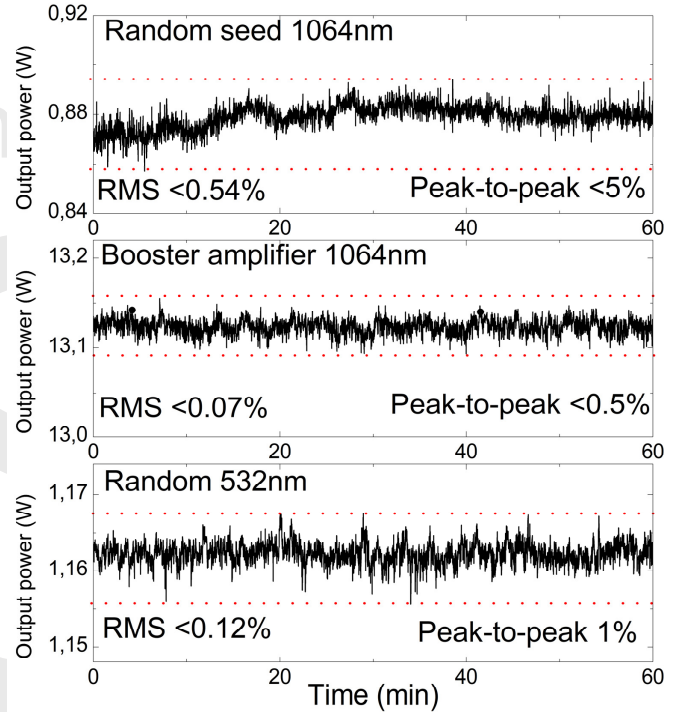 0,92
Random seed 1064nm
Output power (W)
0,88
RMS <0.54%
Peak-to-peak <5%
0,84
0
20
40
60
13,2
Booster amplifier 1064nm
Output power (W)
13,1
RMS <0.07%
Peak-to-peak <0.5%
13,0
0
20
40
60
1,17
Random 532nm
Output power (W)
1,16
RMS <0.12%
Peak-to-peak 1%
1,15
0
20
40
60
Time (min)